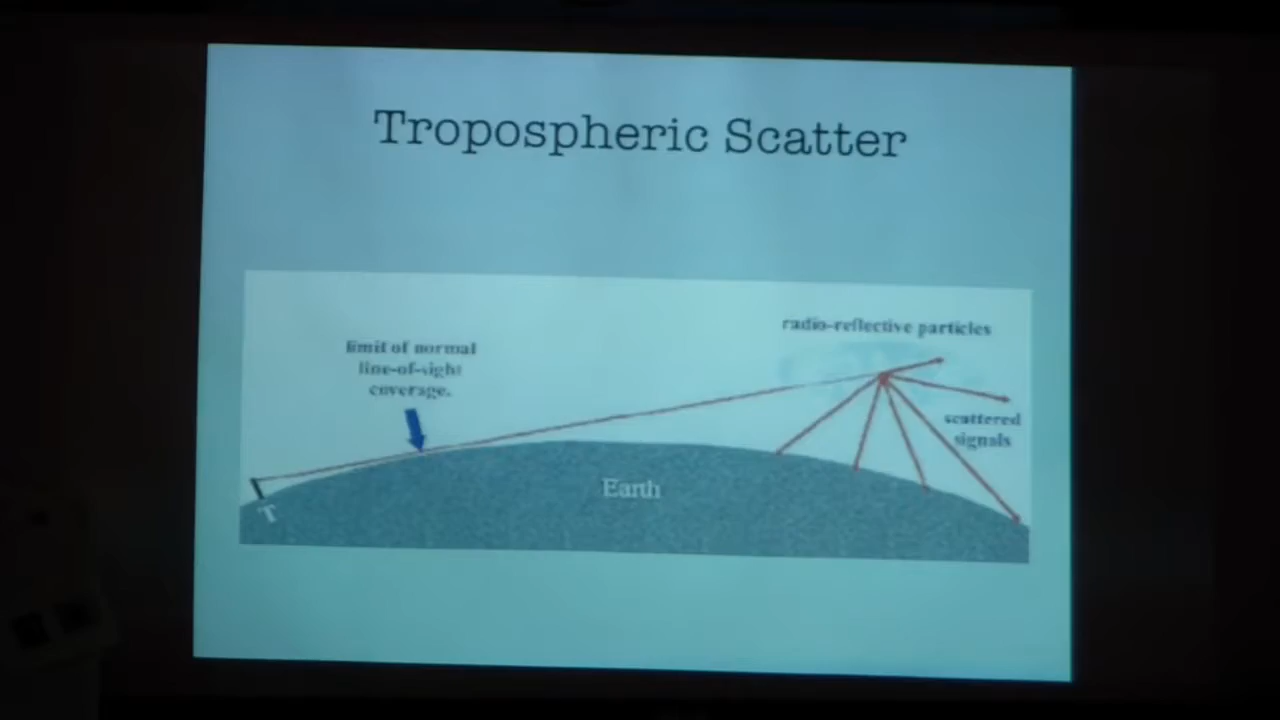 Tropospheric Scatter
radio-reflective particles
limit of normal
line-of-sight
coverage.
scattered
signals
Earth
T